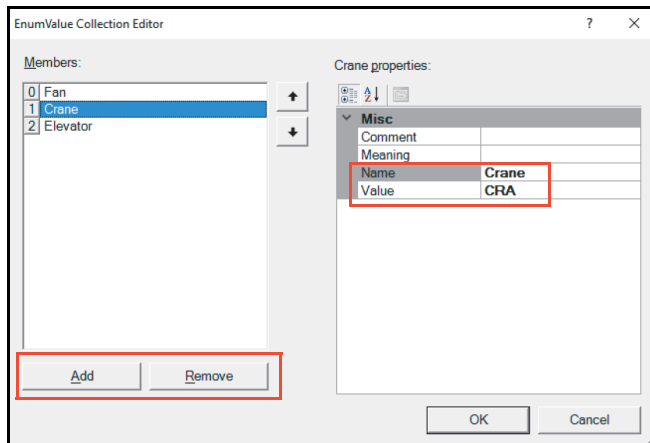 EnumValue Collection Editor ? ×
Members:
0 Fan
1 Crane
2 Elevator
Add Remove
Crane properties:
Misc
Comment
Meaning
Name Crane
Value CRA
OK Cancel